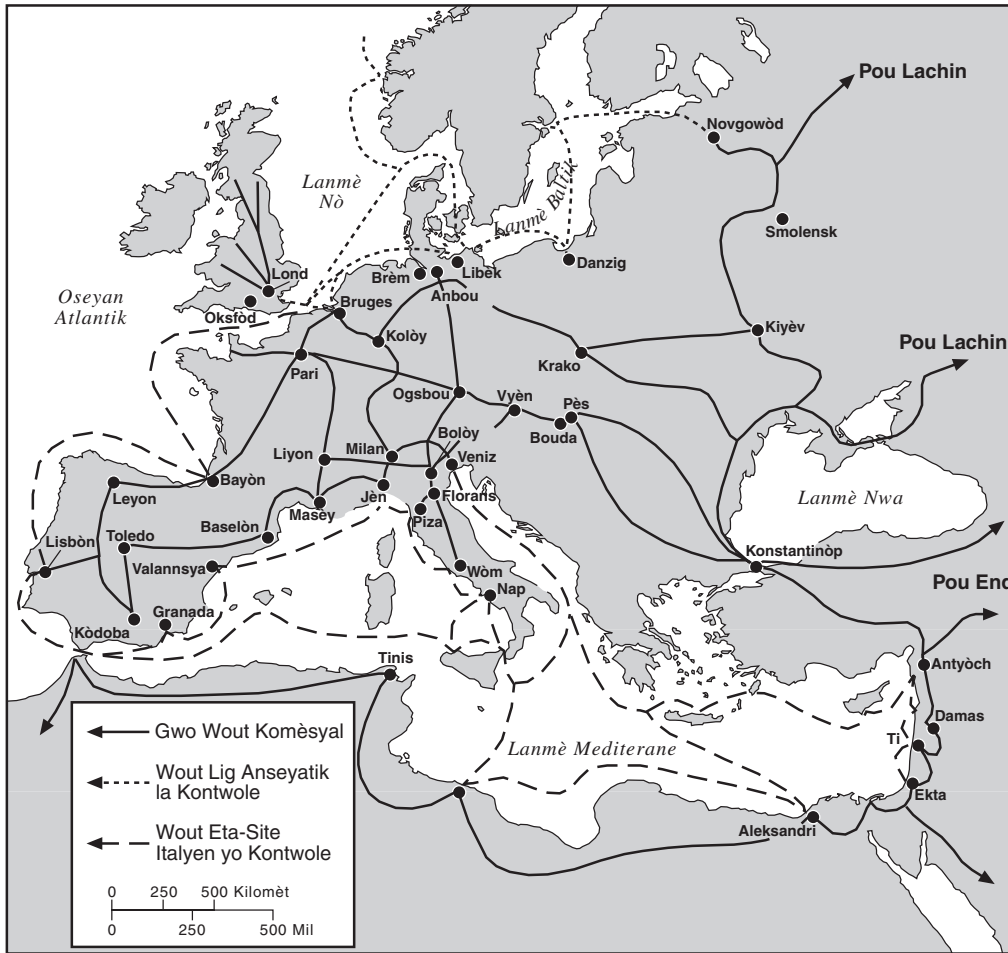 Pou Lachin
Novgowòd
Lanmè
Nò
Lanmè Baltik
Smolensk
Lond
Libèk
Danzig
Brèm
Anbou
Oseyan
Atlantik
Oksfòd
Bruges
Kolòy
Kiyèv
Pou Lachin
Krako
Pari
Ogsbou
Vyèn
Pès
Bouda
Bolòy
Milan
Veniz
Liyon
Bayòn
Leyon
Jèn
Florans
Lanmè Nwa
Masèy
Piza
Baselòn
Toledo
Lisbòn
Konstantinòp
Valannsya
Wòm
Pou End
Nap
Granada
Kòdoba
Tinis
Antyòch
Damas
Ti
Lanmè Mediterane
Ekta
Aleksandri
Gwo Wout Komèsyal
Wout Lig Anseyatik
la Kontwole
Wout Eta-Site
Italyen yo Kontwole
0 250 500 Kilomèt
0 250 500 Mil